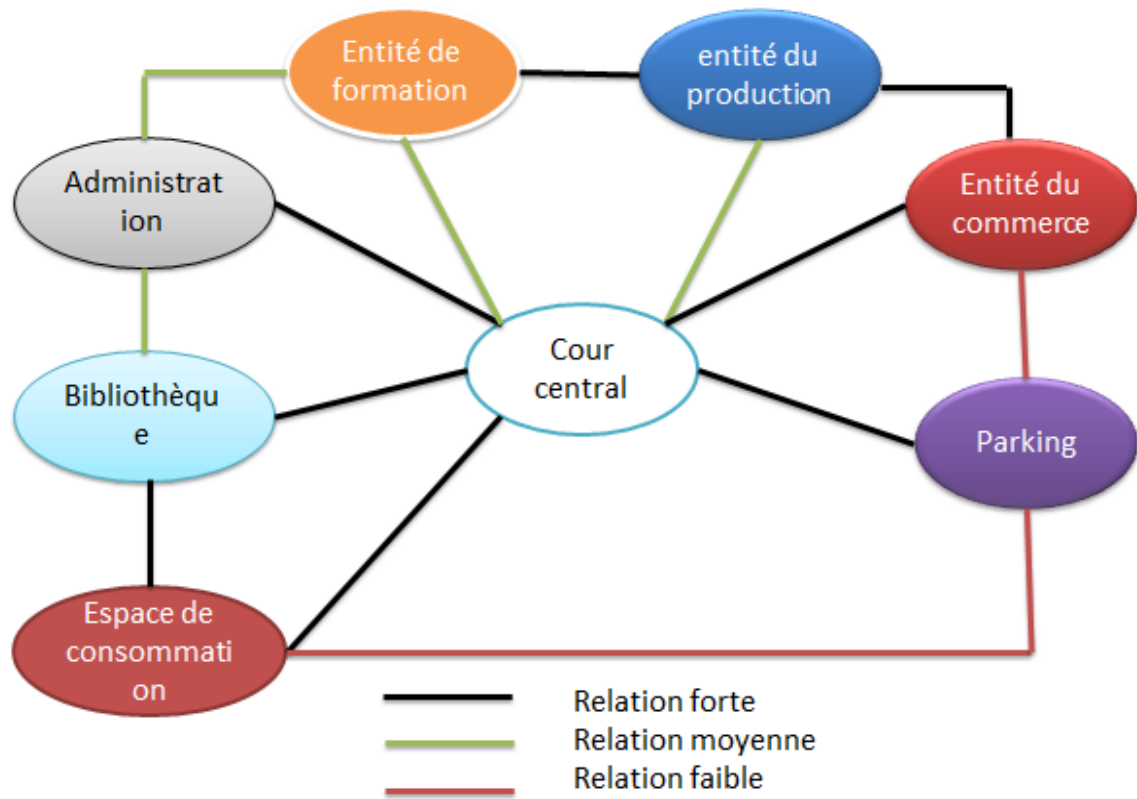 Entité de
formation
entité du
production
Administrat
ion
Entité du
commerce
Cour
central
Bibliothèqu
e
Parking
Espace de
consommati
on
Relation forte
Relation moyenne
Relation faible